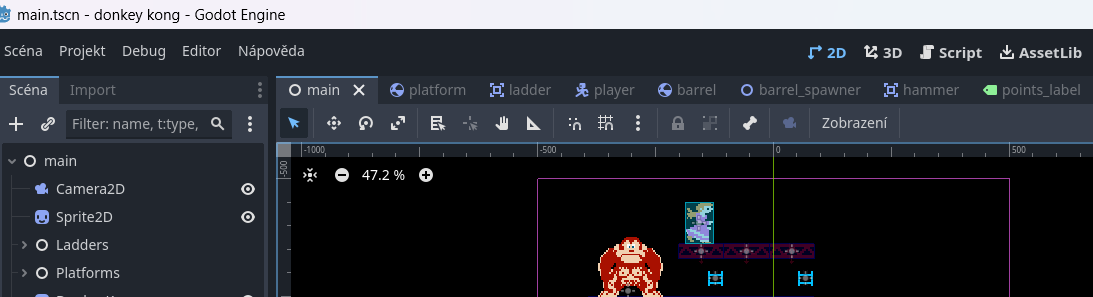 main.tscn - donkey kong - Godot Engine
Scéna Projekt Debug Editor Nápověda
2D 3D Script AssetLib
Scéna Import
main platform ladder player barrel barrel_spawner hammer points_label
Filter: name, t:type,
Zobrazení
-1000 -500 0 500
-500
47.2 %
main
Camera2D
Sprite2D
Ladders
Platforms